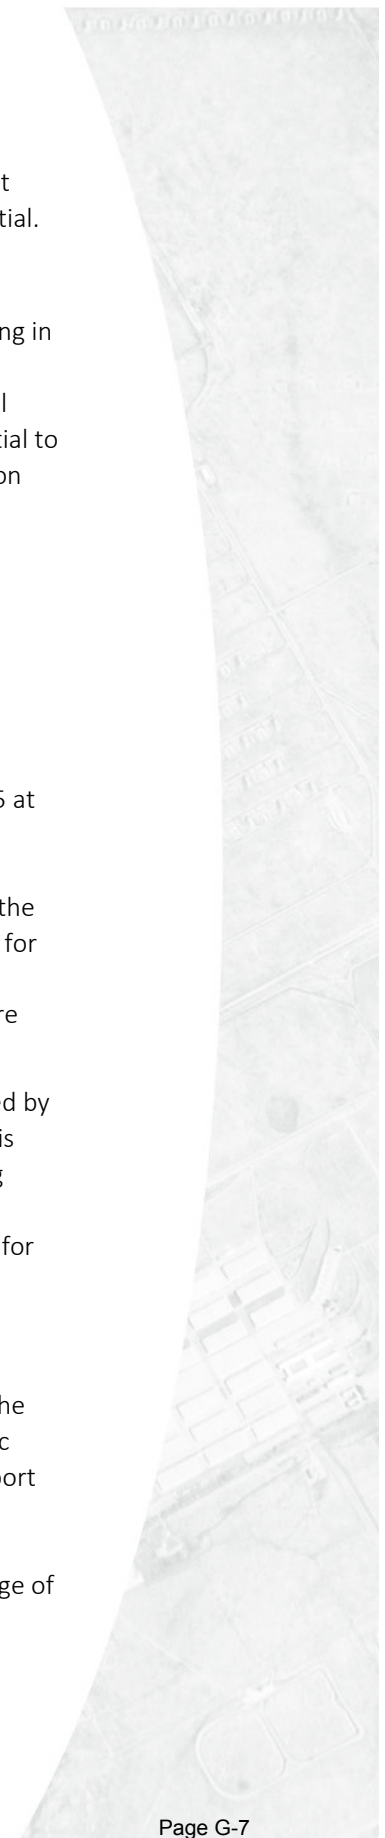 t
tial.
ng in
l
tial to
on
5 at
the
for
re
ed by
is
g
for
he
c
port
ge of
Page G-7